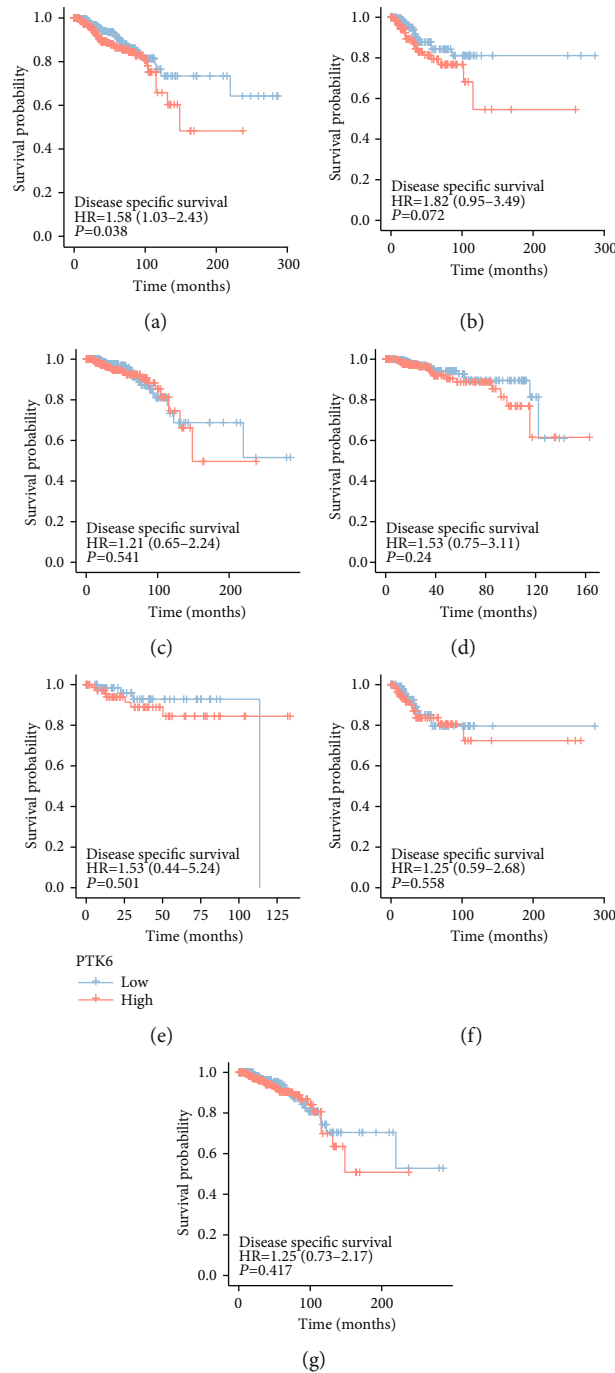 1.0
0.8
0.6
0.4
0.2
0.0
Survival probability
Disease specific survival
HR=1.58 (1.03–2.43)
P=0.038
0 100 200 300
Time (months)
(a)
1.0
0.8
0.6
0.4
0.2
0.0
Survival probability
Disease specific survival
HR=1.82 (0.95–3.49)
P=0.072
0 100 200 300
Time (months)
(b)
1.0
0.8
0.6
0.4
0.2
0.0
Survival probability
Disease specific survival
HR=1.21 (0.65–2.24)
P=0.541
0 100 200
Time (months)
(c)
1.0
0.8
0.6
0.4
0.2
0.0
Survival probability
Disease specific survival
HR=1.53 (0.75–3.11)
P=0.24
0 40 80 120 160
Time (months)
(d)
1.0
0.8
0.6
0.4
0.2
0.0
Survival probability
Disease specific survival
HR=1.53 (0.44–5.24)
P=0.501
0 25 50 75 100 125
Time (months)
PTK6
Low
High
(e)
1.0
0.8
0.6
0.4
0.2
0.0
Survival probability
Disease specific survival
HR=1.25 (0.59–2.68)
P=0.558
0 100 200 300
Time (months)
(f)
1.0
0.8
0.6
0.4
0.2
0.0
Survival probability
Disease specific survival
HR=1.25 (0.73–2.17)
P=0.417
0 100 200
Time (months)
(g)